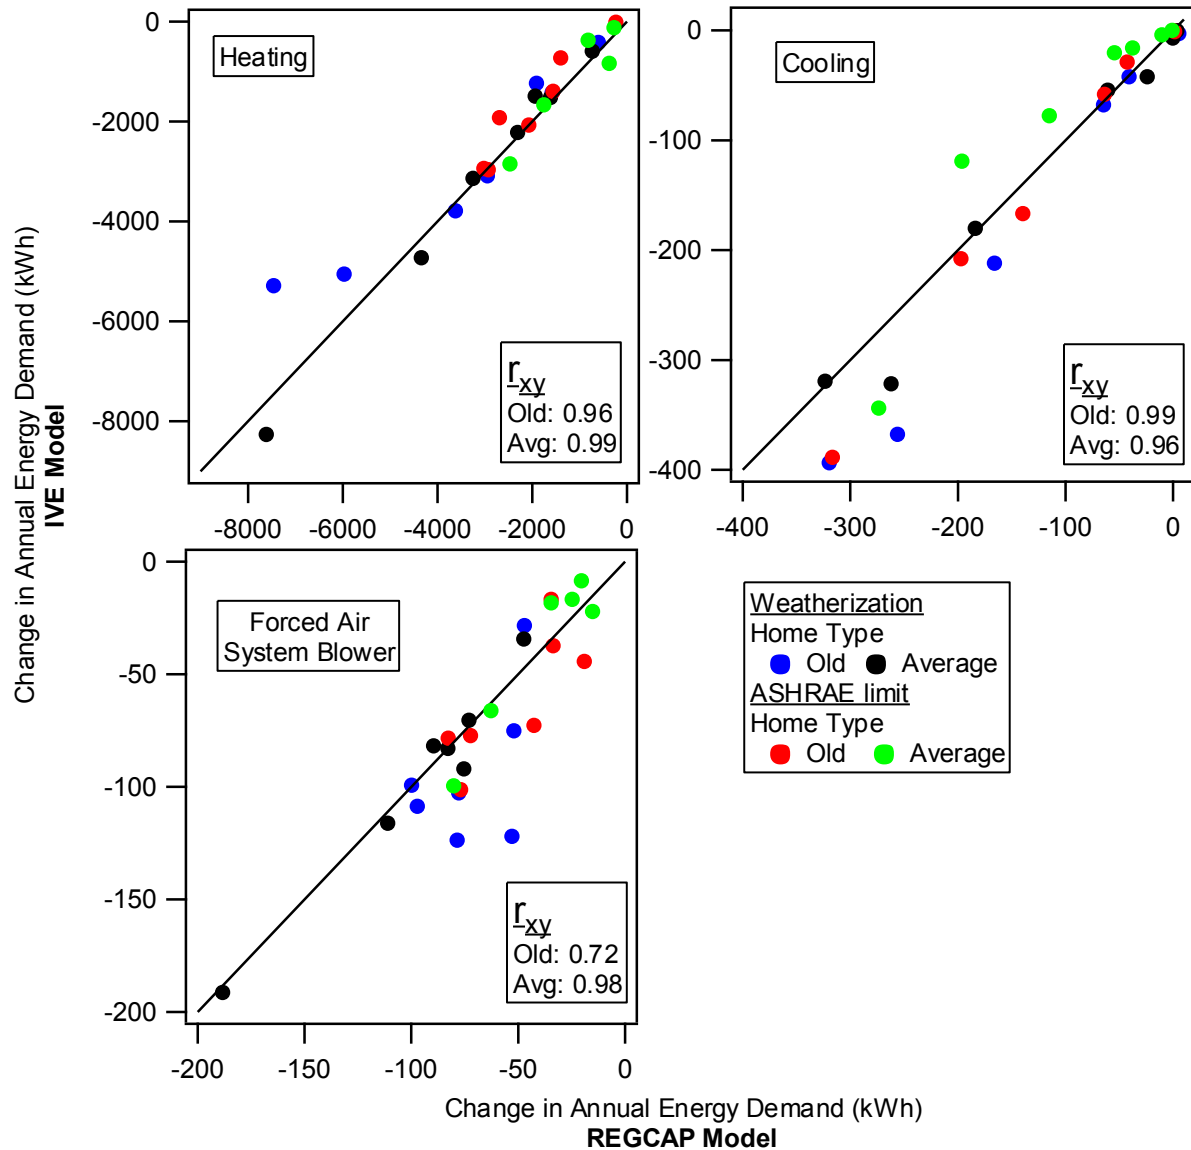 Change in Annual Energy Demand (kWh)
IVE Model
0
-2000
-4000
-6000
-8000
Heating
r_xy
Old: 0.96
Avg: 0.99
-8000 -6000 -4000 -2000 0
0
-100
-200
-300
-400
Cooling
r_xy
Old: 0.99
Avg: 0.96
-400 -300 -200 -100 0
0
-50
-100
-150
-200
Forced Air
System Blower
r_xy
Old: 0.72
Avg: 0.98
-200 -150 -100 -50 0
Weatherization
Home Type
Old Average
ASHRAE limit
Home Type
Old Average
Change in Annual Energy Demand (kWh)
REGCAP Model